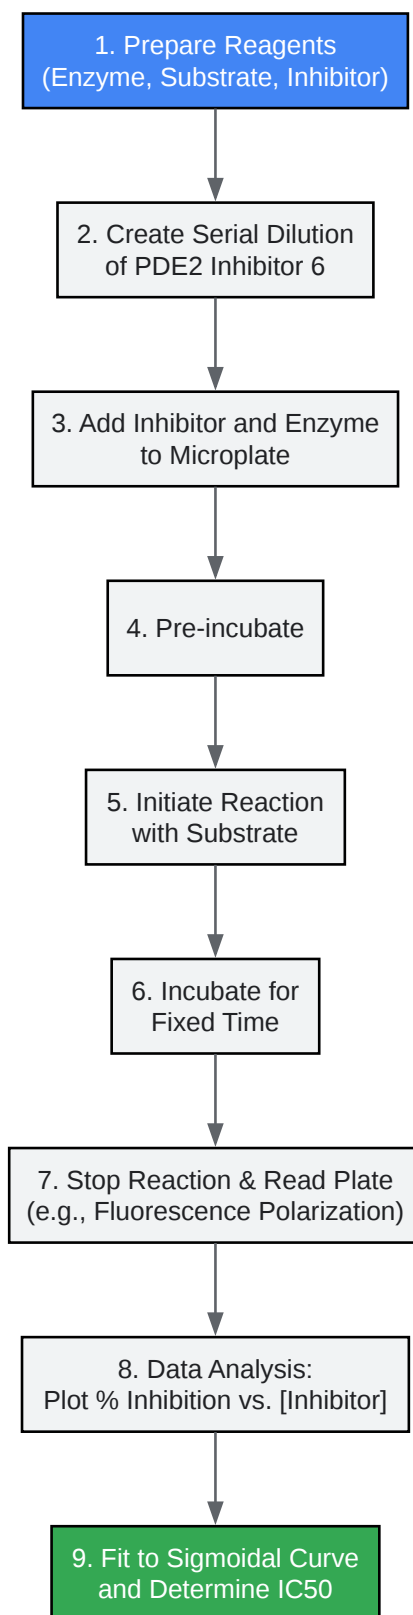 1. Prepare Reagents
(Enzyme, Substrate, Inhibitor)
2. Create Serial Dilution
of PDE2 Inhibitor 6
3. Add Inhibitor and Enzyme
to Microplate
4. Pre-incubate
5. Initiate Reaction
with Substrate
6. Incubate for
Fixed Time
7. Stop Reaction & Read Plate
(e.g., Fluorescence Polarization)
8. Data Analysis:
Plot % Inhibition vs. [Inhibitor]
9. Fit to Sigmoidal Curve
and Determine IC50